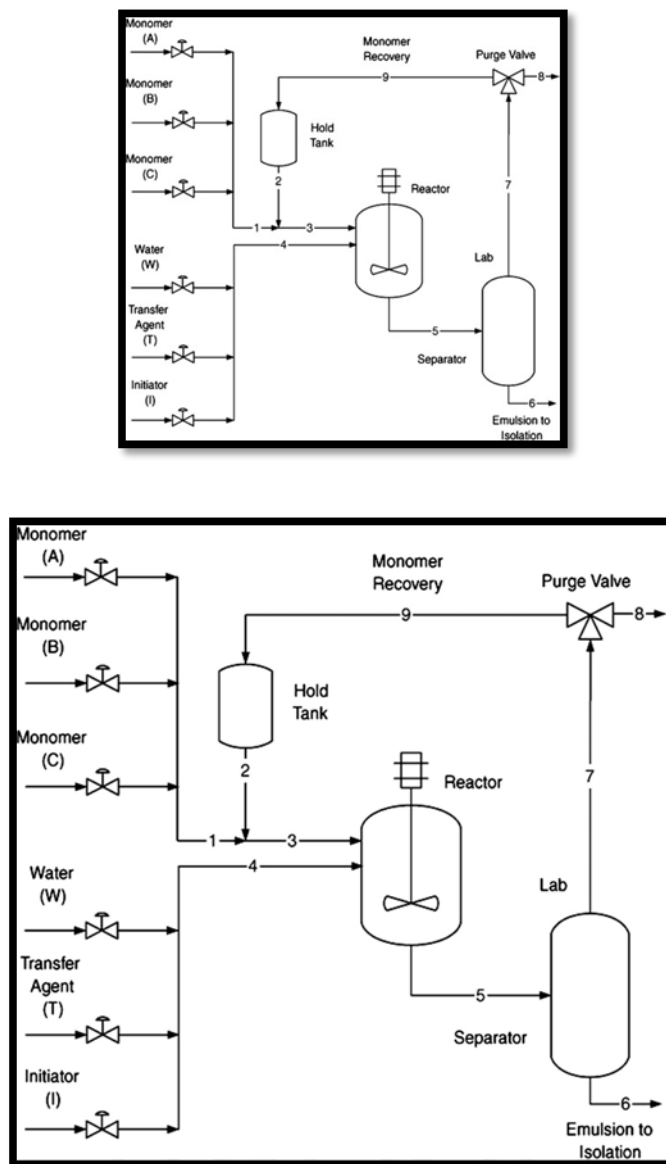 Monomer
(A)
Monomer
Recovery
Purge Valve
9
8
Monomer
(B)
Hold
Tank
Monomer
(C)
2
7
Reactor
1
3
4
Water
(W)
Lab
Transfer
Agent
(T)
5
Separator
Initiator
(I)
6
Emulsion to
Isolation
Monomer
(A)
Monomer
Recovery
Purge Valve
9
8
Monomer
(B)
Hold
Tank
Monomer
(C)
2
7
Reactor
1
3
4
Water
(W)
Lab
Transfer
Agent
(T)
5
Separator
Initiator
(I)
6
Emulsion to
Isolation